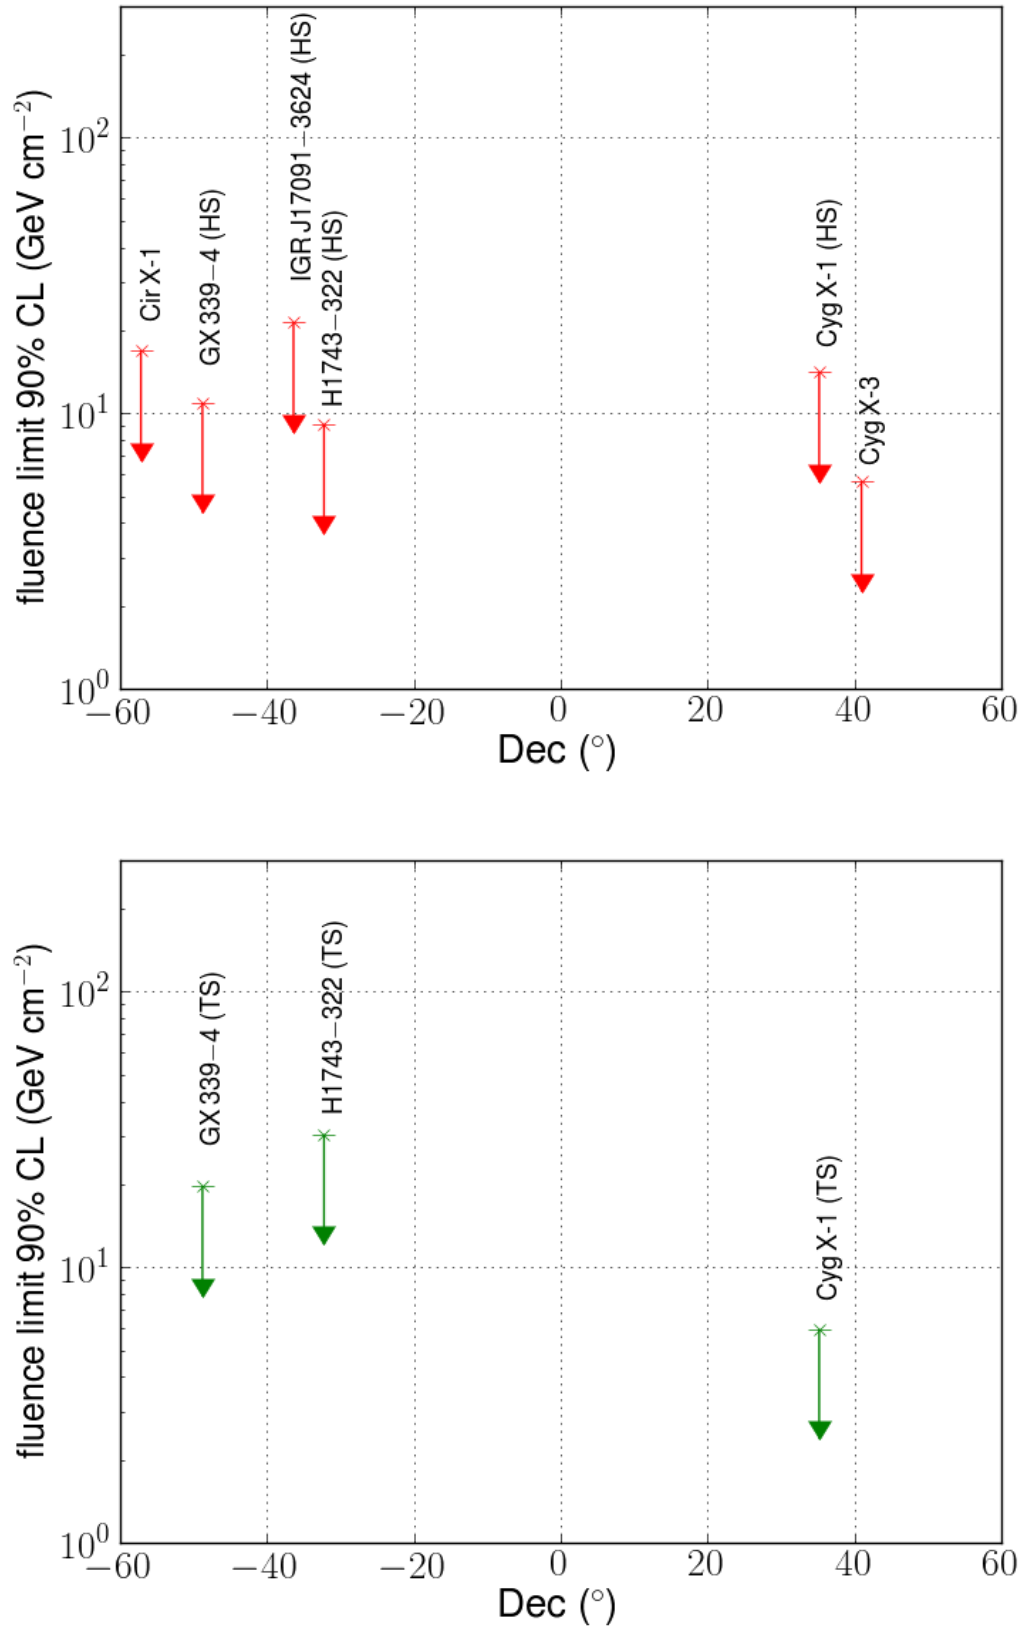 fluence limit 90% CL (GeV cm⁻²)
10²
10¹
10⁰
Cir X-1
GX 339−4 (HS)
IGR J17091−3624 (HS)
H1743−322 (HS)
Cyg X-1 (HS)
Cyg X-3
−60 −40 −20 0 20 40 60
Dec (°)
fluence limit 90% CL (GeV cm⁻²)
10²
10¹
10⁰
GX 339−4 (TS)
H1743−322 (TS)
Cyg X-1 (TS)
−60 −40 −20 0 20 40 60
Dec (°)